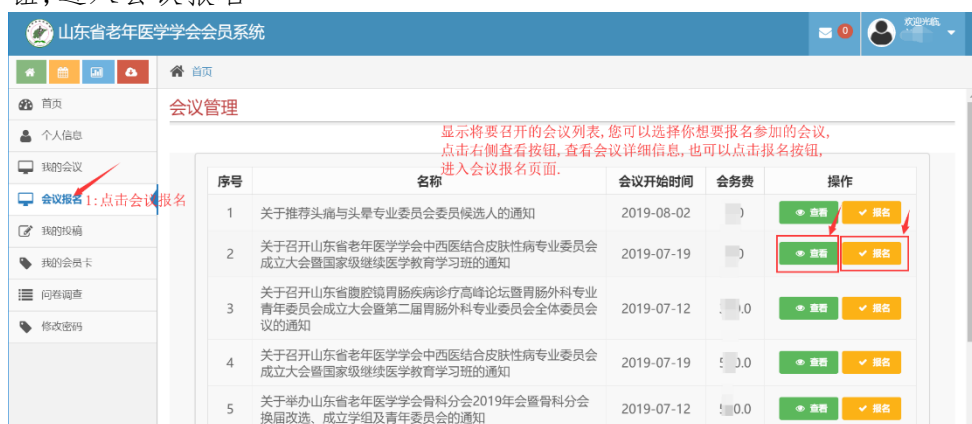 钮,进入会议报名
山东省老年医学学会会员系统
0
欢迎光临,
首页
首页
个人信息
我的会议
会议报名
我的投稿
我的会员卡
问卷调查
修改密码
会议管理
显示将要召开的会议列表,您可以选择你想要报名参加的会议,
点击右侧查看按钮,查看会议详细信息,也可以点击报名按钮,
进入会议报名页面.
1:点击会议报名
序号 名称 会议开始时间 会务费 操作
1 关于推荐头痛与头晕专业委员会委员候选人的通知 2019-08-02 查看 报名
2 关于召开山东省老年医学学会中西医结合皮肤性病专业委员会
成立大会暨国家级继续医学教育学习班的通知 2019-07-19 查看 报名
3 关于召开山东省腹腔镜胃肠疾病诊疗高峰论坛暨胃肠外科专业
青年委员会成立大会暨第二届胃肠外科专业委员会全体委员会
议的通知 2019-07-12 .0 查看 报名
4 关于召开山东省老年医学学会中西医结合皮肤性病专业委员会
成立大会暨国家级继续医学教育学习班的通知 2019-07-19 0.0 查看 报名
5 关于举办山东省老年医学学会骨科分会2019年会暨骨科分会
换届改选、成立学组及青年委员会的通知 2019-07-12 0.0 查看 报名